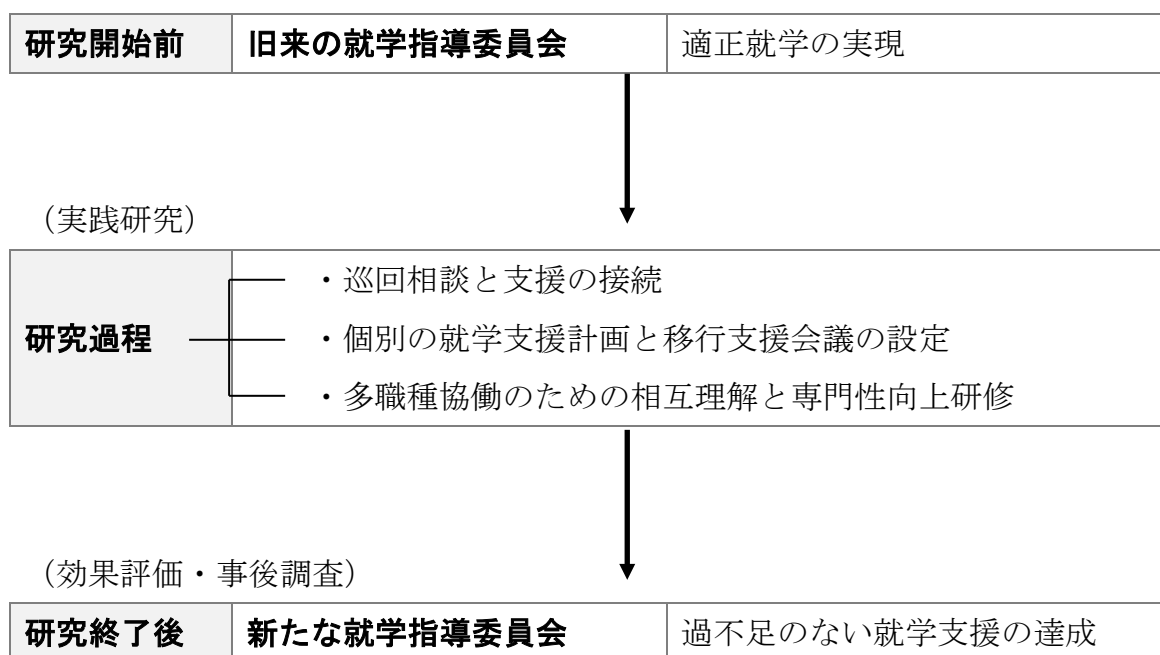 研究開始前 旧来の就学指導委員会 適正就学の実現
（実践研究）
・巡回相談と支援の接続
研究過程 ・個別の就学支援計画と移行支援会議の設定
・多職種協働のための相互理解と専門性向上研修
（効果評価・事後調査）
研究終了後 新たな就学指導委員会 過不足のない就学支援の達成